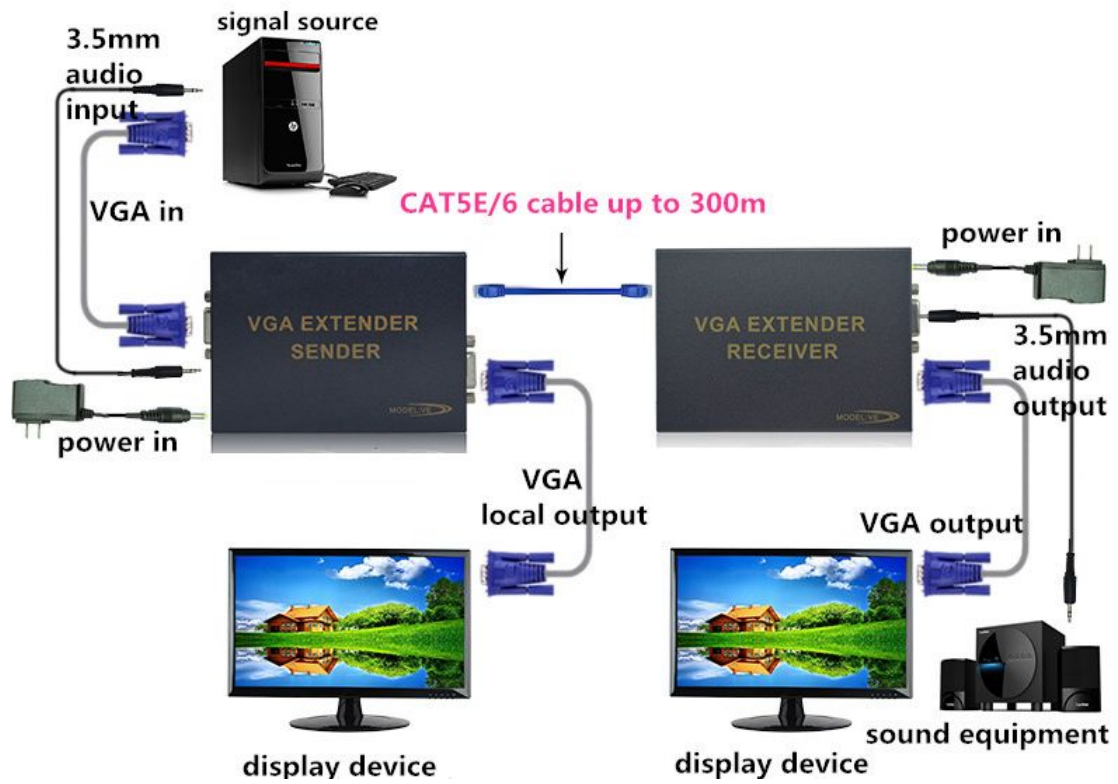 signal source
3.5mm
audio
input
VGA in
CAT5E/6 cable up to 300m
power in
VGA EXTENDER
SENDER
VGA EXTENDER
RECEIVER
3.5mm
audio
output
MODEL:VE
power in
VGA
local output
VGA output
display device
display device
sound equipment